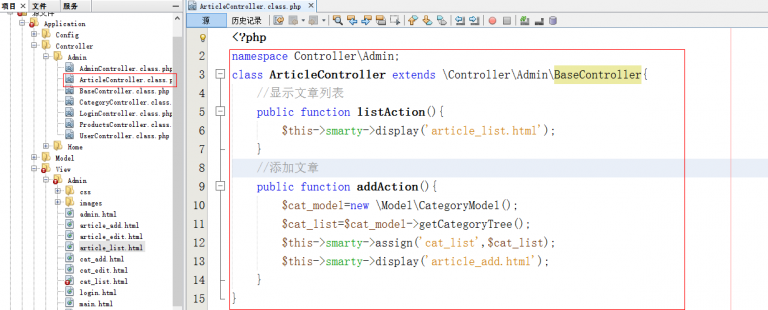 项目
文件
服务
源文件
Application
Config
Controller
Admin
AdminController.class.php
ArticleController.class.p
BaseController.class.php
CategoryController.class.
LoginController.class.php
ProductsController.class.
UserController.class.php
Home
Model
View
Admin
css
images
admin.html
article_add.html
article_edit.html
article_list.html
cat_add.html
cat_edit.html
cat_list.html
login.html
main.html
ArticleController.class.php
源 历史记录
1 <?php
2 namespace Controller\Admin;
3 class ArticleController extends \Controller\Admin\BaseController{
4 //显示文章列表
5 public function listAction(){
6 $this->smarty->display('article_list.html');
7 }
8 //添加文章
9 public function addAction(){
10 $cat_model=new \Model\CategoryModel();
11 $cat_list=$cat_model->getCategoryTree();
12 $this->smarty->assign('cat_list',$cat_list);
13 $this->smarty->display('article_add.html');
14 }
15 }